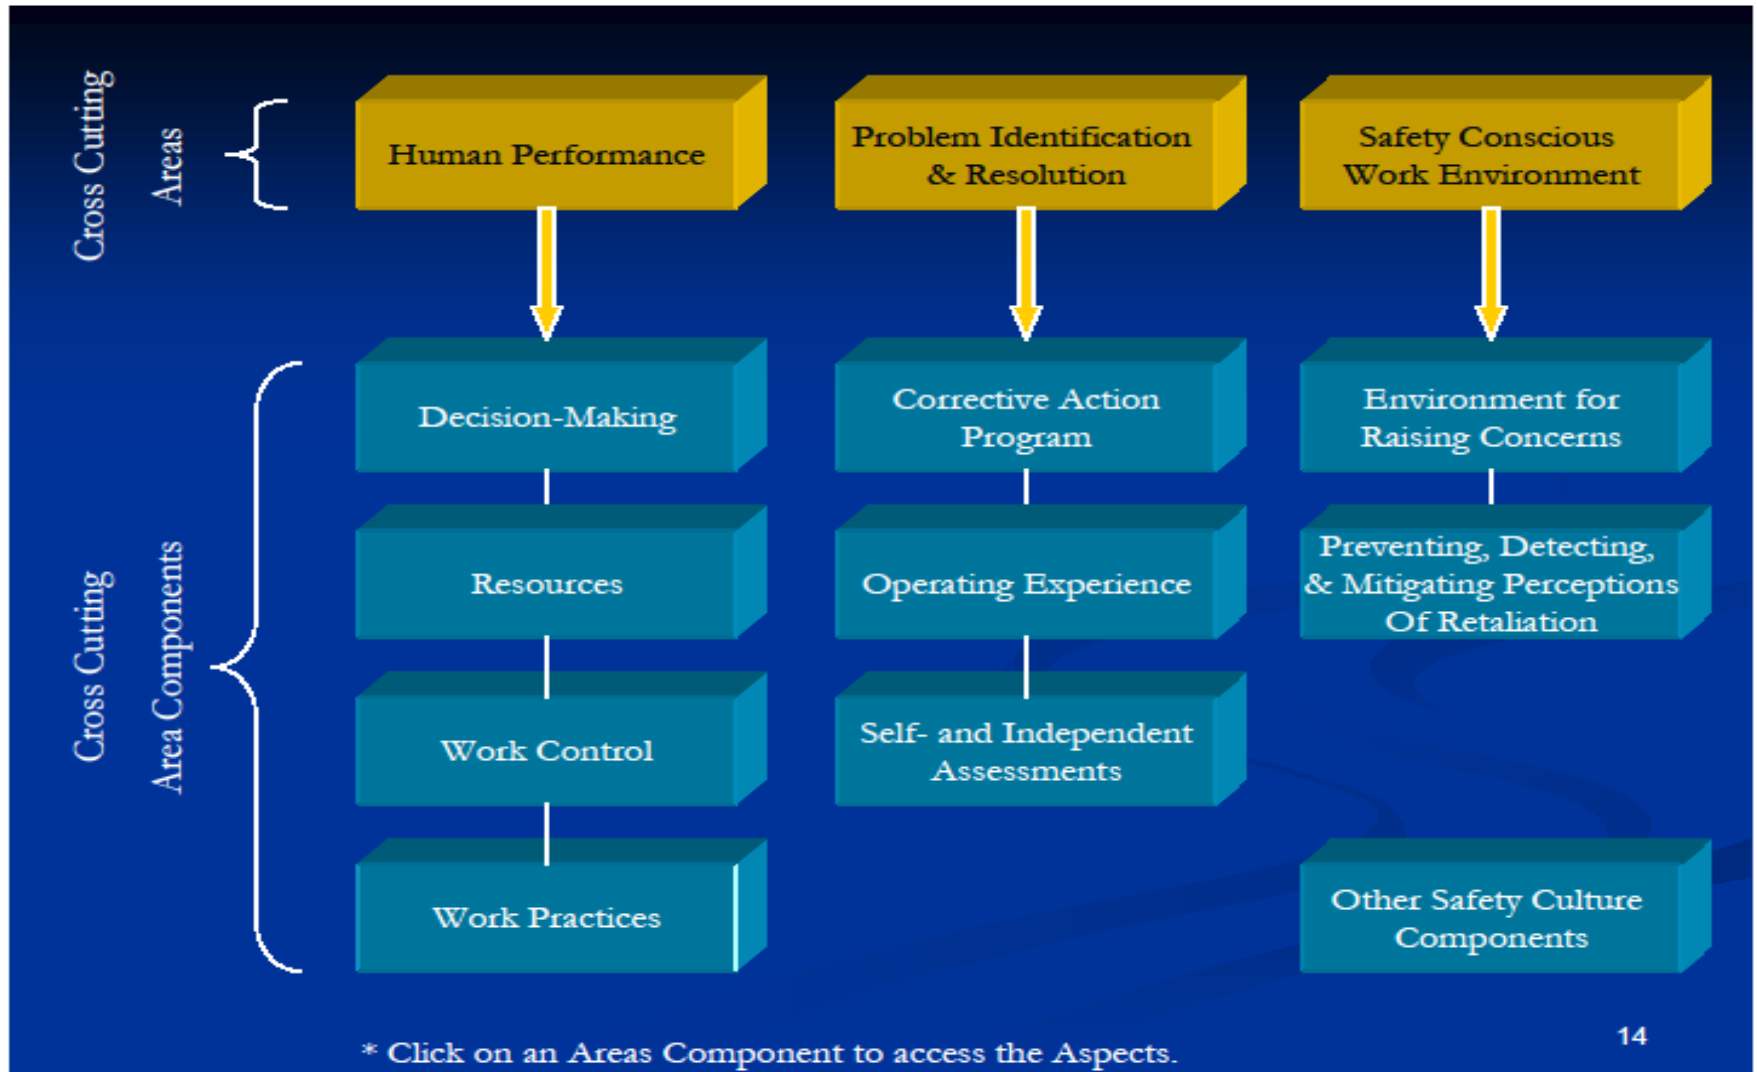 Cross Cutting
Areas
Human Performance
Problem Identification
& Resolution
Safety Conscious
Work Environment
Cross Cutting
Area Components
Decision-Making
Resources
Work Control
Work Practices
Corrective Action
Program
Operating Experience
Self- and Independent
Assessments
Environment for
Raising Concerns
Preventing, Detecting,
& Mitigating Perceptions
Of Retaliation
Other Safety Culture
Components
* Click on an Areas Component to access the Aspects.
14